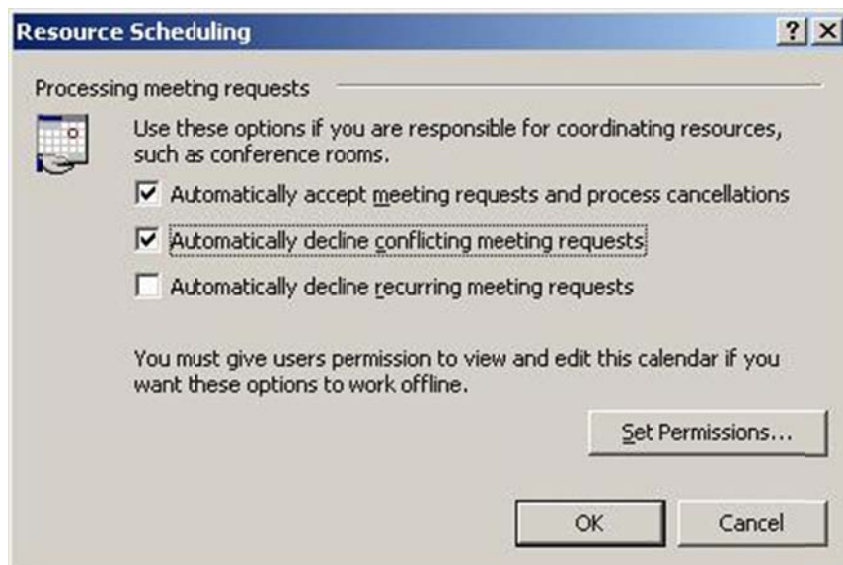 Resource Scheduling
Processing meeting requests
Use these options if you are responsible for coordinating resources,
such as conference rooms.
Automatically accept meeting requests and process cancellations
Automatically decline conflicting meeting requests
Automatically decline recurring meeting requests
You must give users permission to view and edit this calendar if you
want these options to work offline.
Set Permissions...
OK
Cancel